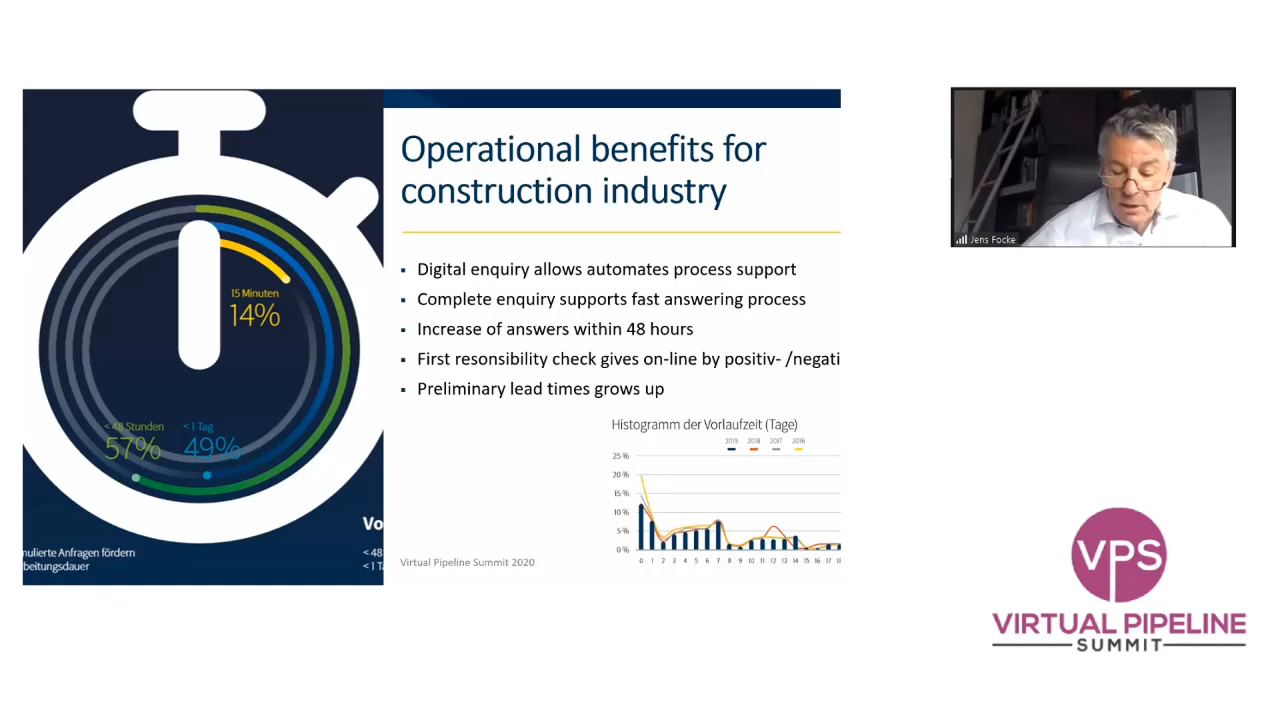 15 Minuten
14%
< 48 Stunden
57%
< 1 Tag
49%
Vo
nulierte Anfragen fördern
beitungsdauer
< 48
< 1 Ta
Operational benefits for
construction industry
▪ Digital enquiry allows automates process support
▪ Complete enquiry supports fast answering process
▪ Increase of answers within 48 hours
▪ First resonsibility check gives on-line by positiv- /negati
▪ Preliminary lead times grows up
Histogramm der Vorlaufzeit (Tage)
2019 2018 2017 2016
25 %
20 %
15 %
10 %
5 %
0 %
0 1 2 3 4 5 6 7 8 9 10 11 12 13 14 15 16 17 18
Virtual Pipeline Summit 2020
Jens Focke
VPS
VIRTUAL PIPELINE
SUMMIT